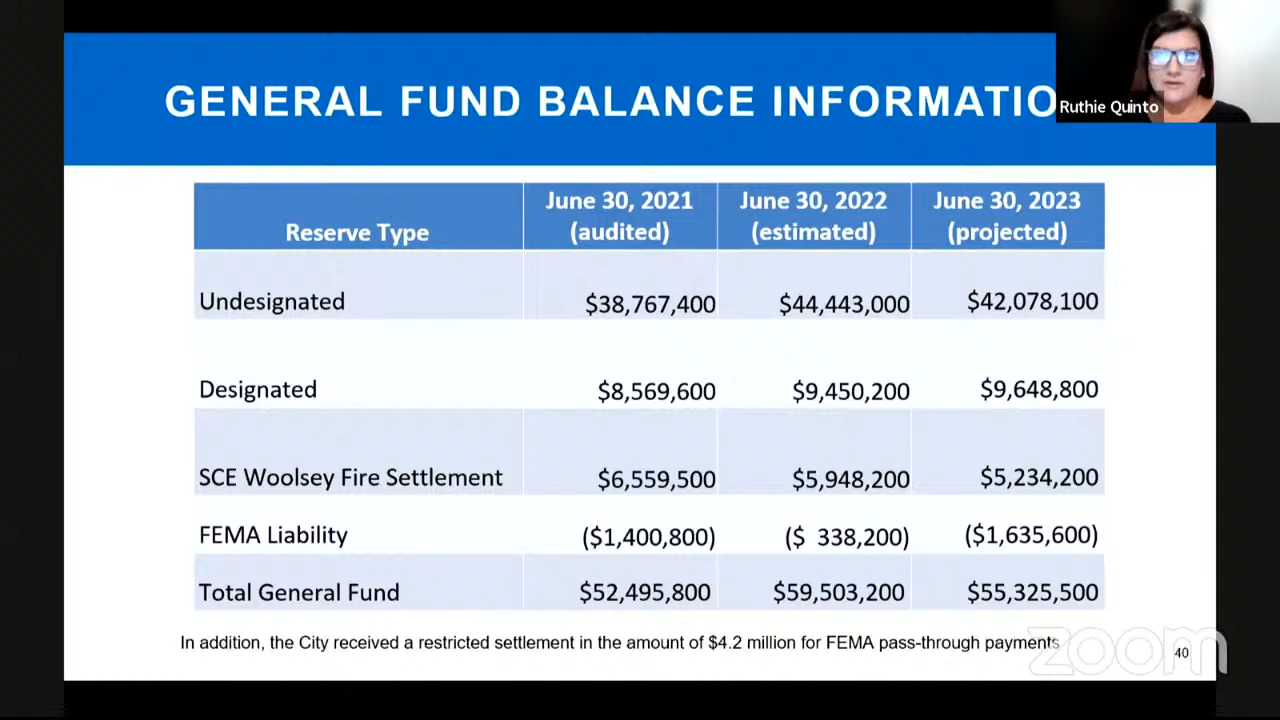 GENERAL FUND BALANCE INFORMATIO
Ruthie Quinto
Reserve Type
June 30, 2021
(audited)
June 30, 2022
(estimated)
June 30, 2023
(projected)
Undesignated $38,767,400 $44,443,000 $42,078,100
Designated $8,569,600 $9,450,200 $9,648,800
SCE Woolsey Fire Settlement $6,559,500 $5,948,200 $5,234,200
FEMA Liability ($1,400,800) ($ 338,200) ($1,635,600)
Total General Fund $52,495,800 $59,503,200 $55,325,500
In addition, the City received a restricted settlement in the amount of $4.2 million for FEMA pass-through payments
zoom
40